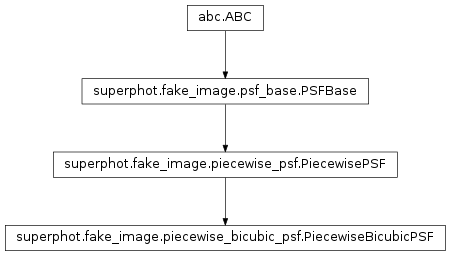 abc.ABC
superphot.fake_image.psf_base.PSFBase
superphot.fake_image.piecewise_psf.PiecewisePSF
superphot.fake_image.piecewise_bicubic_psf.PiecewiseBicubicPSF